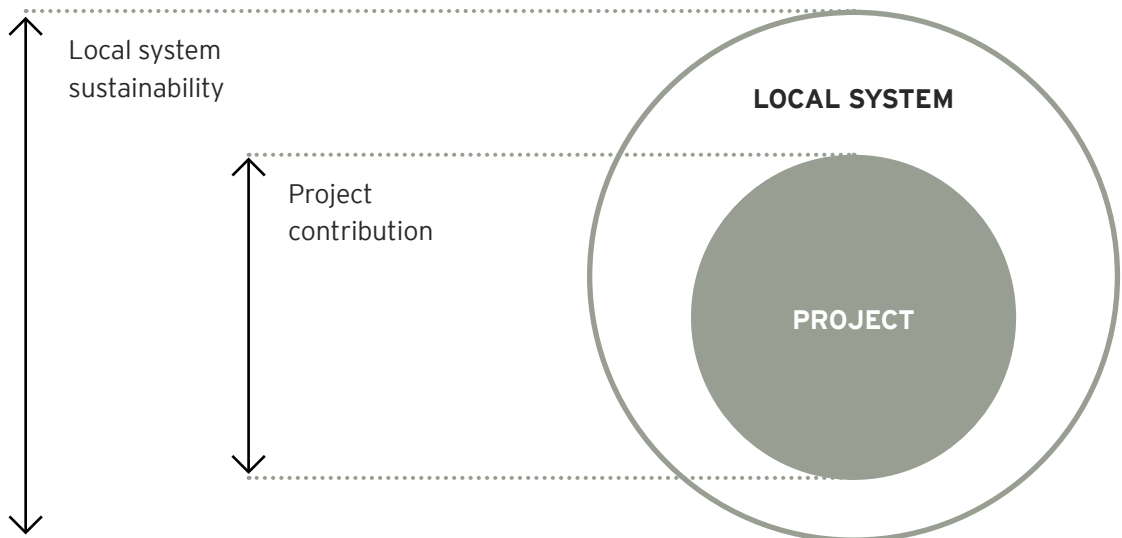 Local system
sustainability
LOCAL SYSTEM
Project
contribution
PROJECT